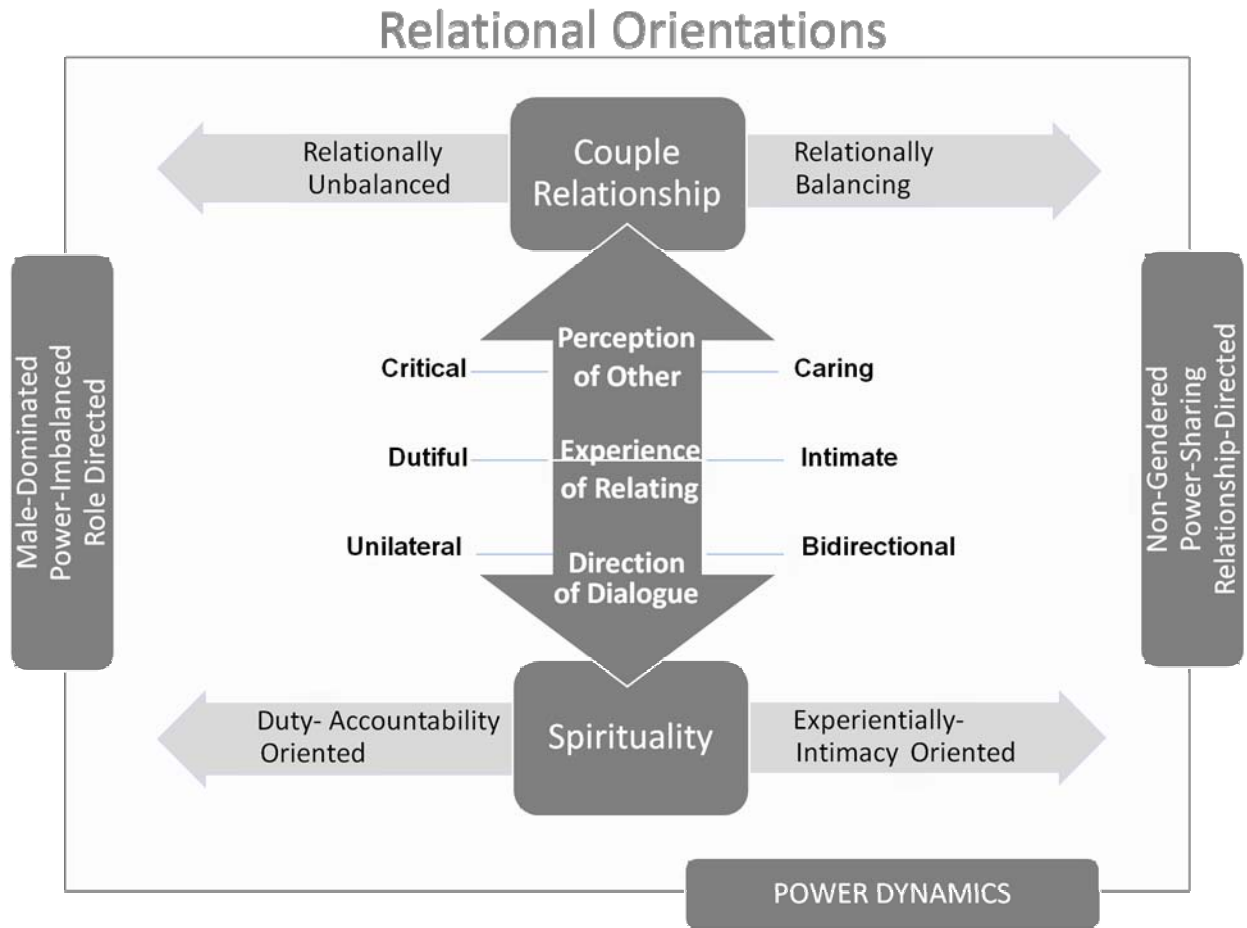 Relational Orientations
Relationally
Unbalanced
Couple
Relationship
Relationally
Balancing
Male-Dominated
Power-Imbalanced
Role Directed
Critical
Perception
of Other
Caring
Dutiful
Experience
of Relating
Intimate
Unilateral
Direction
of Dialogue
Bidirectional
Non-Gendered
Power-Sharing
Relationship-Directed
Duty- Accountability
Oriented
Spirituality
Experientially-
Intimacy Oriented
POWER DYNAMICS